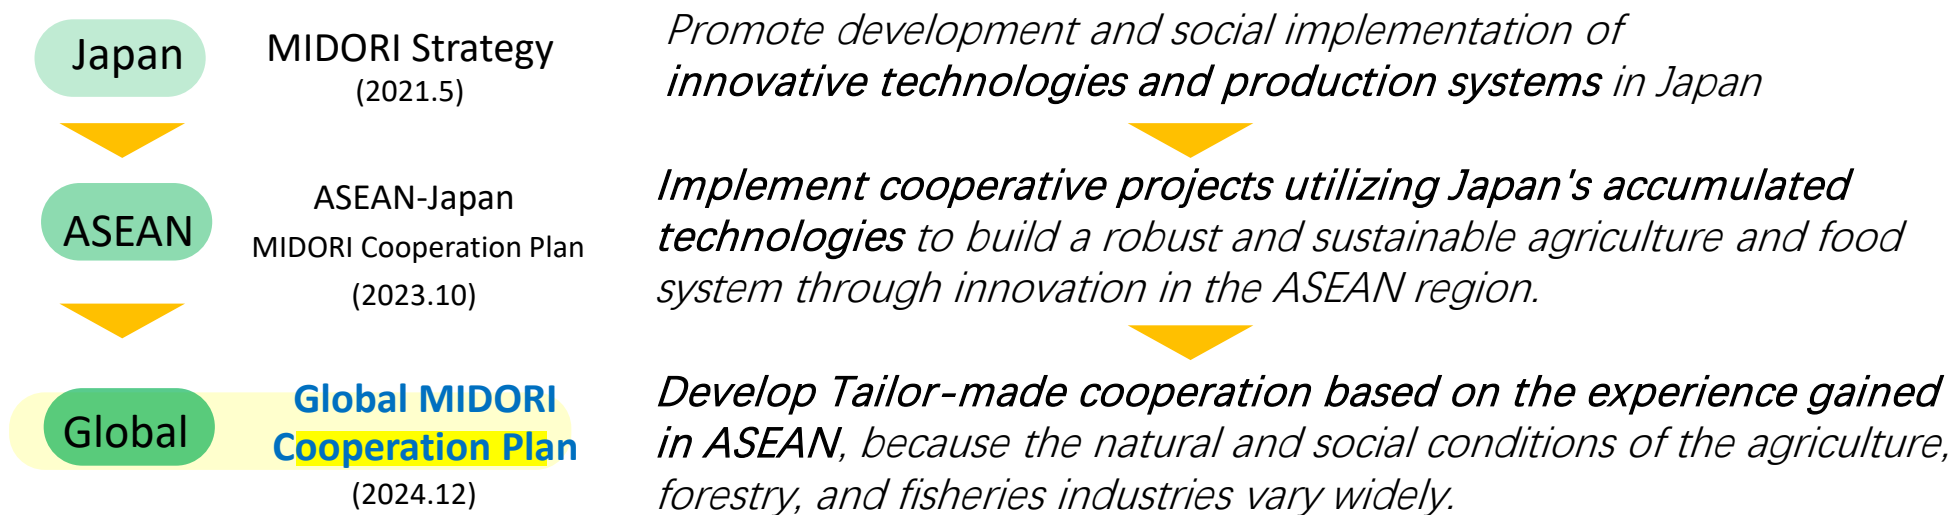 Japan
MIDORI Strategy
(2021.5)
Promote development and social implementation of
innovative technologies and production systems in Japan
ASEAN
ASEAN-Japan
MIDORI Cooperation Plan
(2023.10)
Implement cooperative projects utilizing Japan's accumulated
technologies to build a robust and sustainable agriculture and food
system through innovation in the ASEAN region.
Global
Global MIDORI
Cooperation Plan
(2024.12)
Develop Tailor-made cooperation based on the experience gained
in ASEAN, because the natural and social conditions of the agriculture,
forestry, and fisheries industries vary widely.